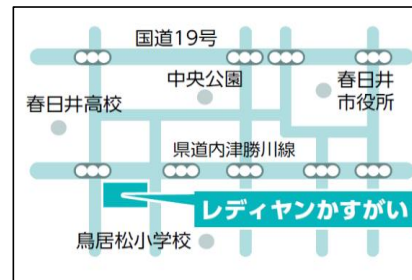 国道19号
中央公園
春日井
市役所
春日井高校
県道内津勝川線
レディヤンかすがい
鳥居松小学校